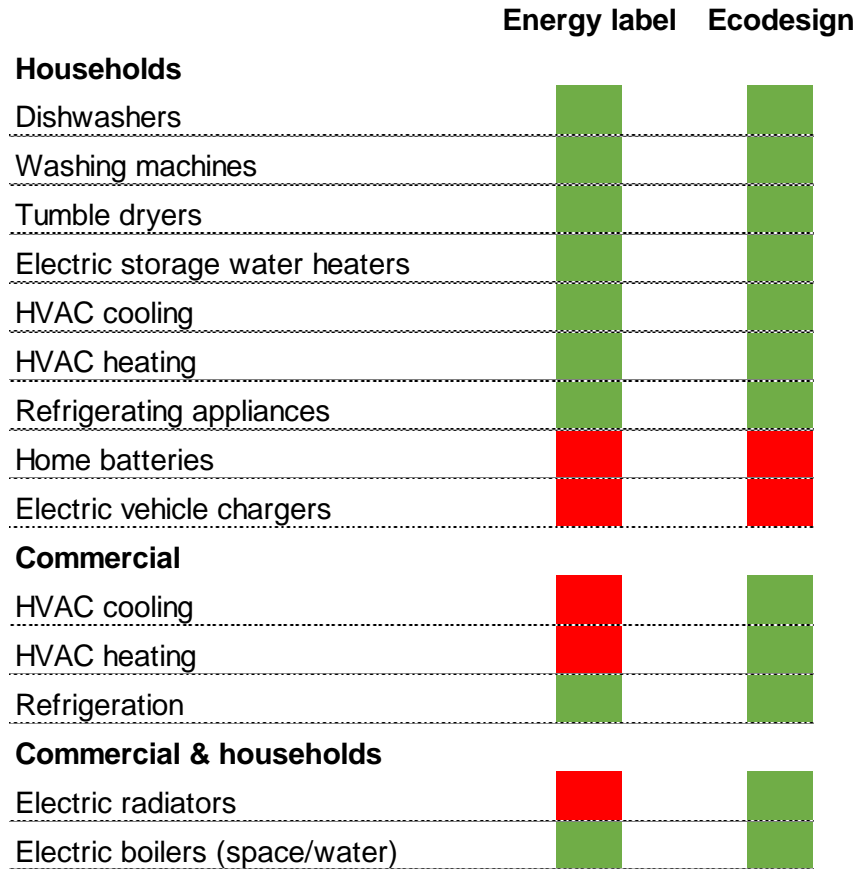 Energy label Ecodesign
Households
Dishwashers
Washing machines
Tumble dryers
Electric storage water heaters
HVAC cooling
HVAC heating
Refrigerating appliances
Home batteries
Electric vehicle chargers
Commercial
HVAC cooling
HVAC heating
Refrigeration
Commercial & households
Electric radiators
Electric boilers (space/water)